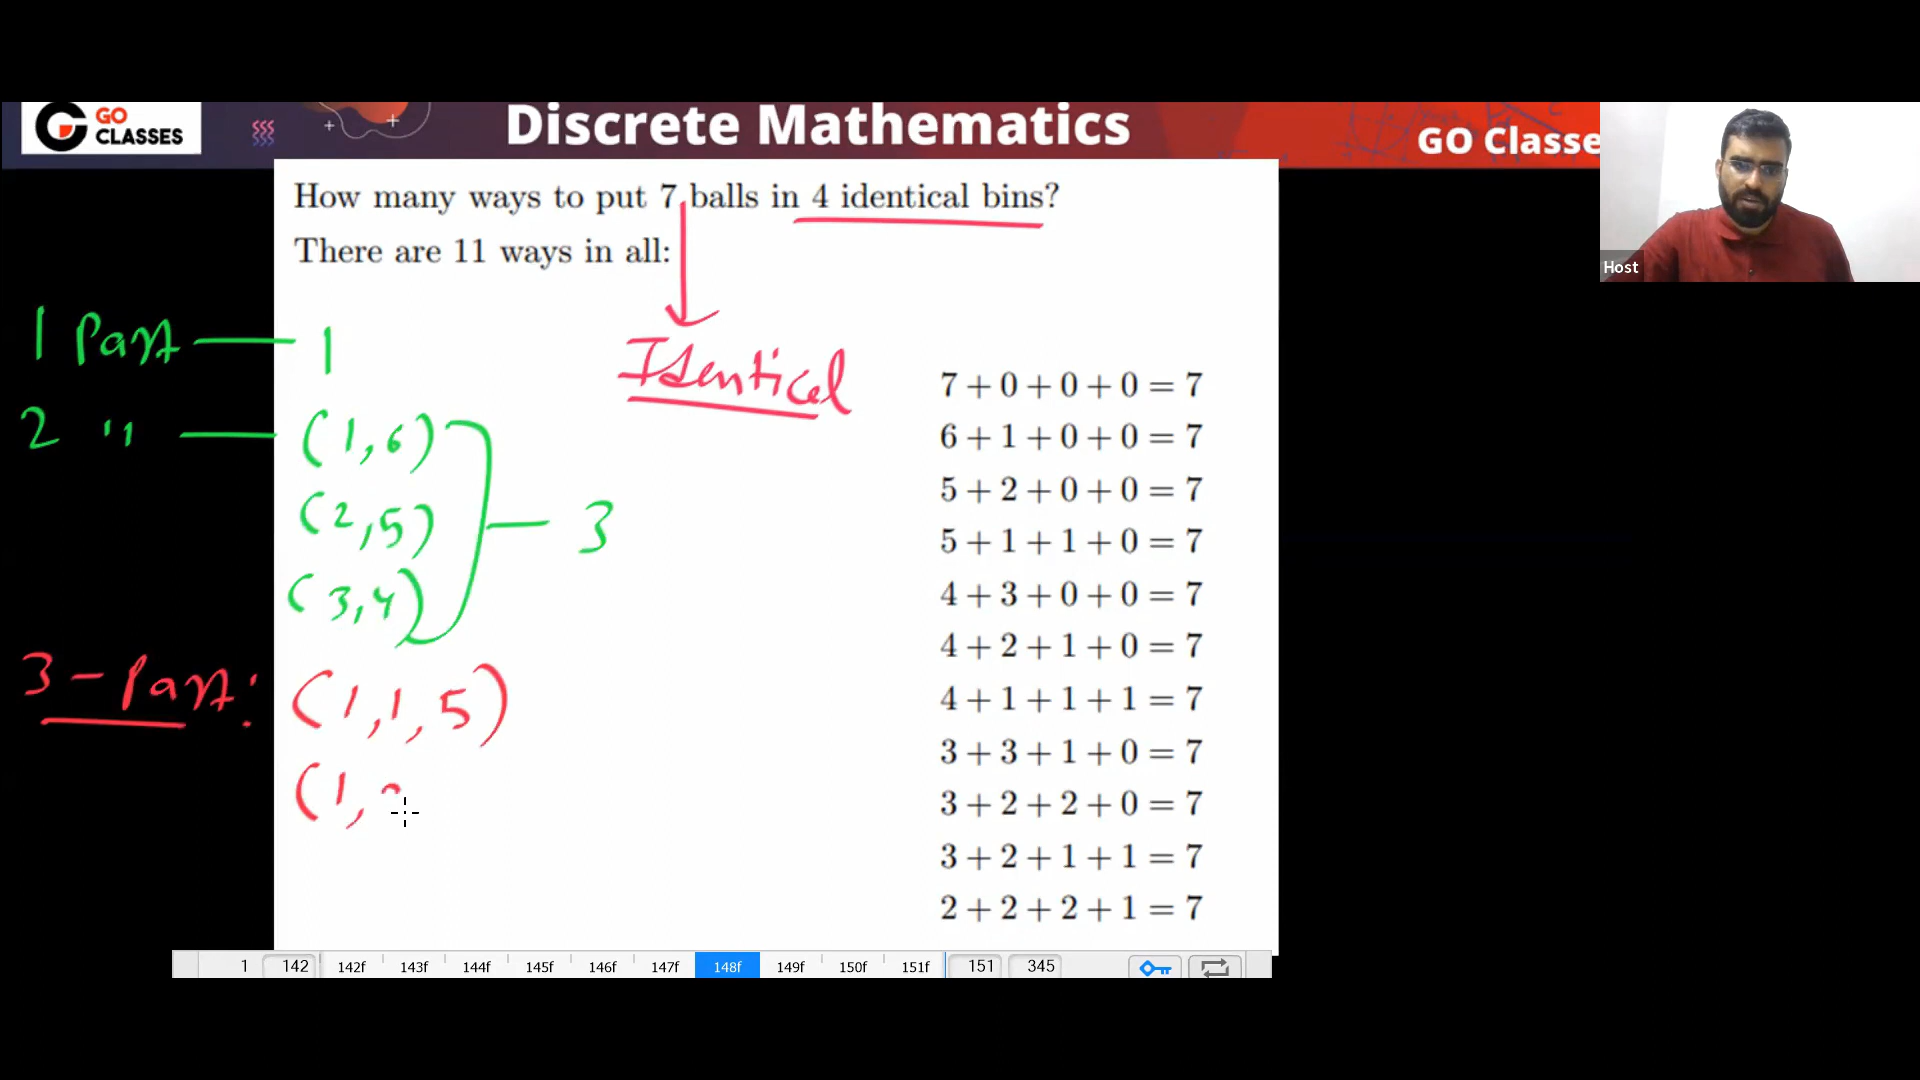 GO
CLASSES
Discrete Mathematics
GO Classe
Host
How many ways to put 7 balls in 4 identical bins?
There are 11 ways in all:
Identical
1 Part — 1
2 " — (1,6)
(2,5) — 3
(3,4)
3 - Part: (1,1,5)
(1,
7 + 0 + 0 + 0 = 7
6 + 1 + 0 + 0 = 7
5 + 2 + 0 + 0 = 7
5 + 1 + 1 + 0 = 7
4 + 3 + 0 + 0 = 7
4 + 2 + 1 + 0 = 7
4 + 1 + 1 + 1 = 7
3 + 3 + 1 + 0 = 7
3 + 2 + 2 + 0 = 7
3 + 2 + 1 + 1 = 7
2 + 2 + 2 + 1 = 7
1 142 142f 143f 144f 145f 146f 147f 148f 149f 150f 151f 151 345